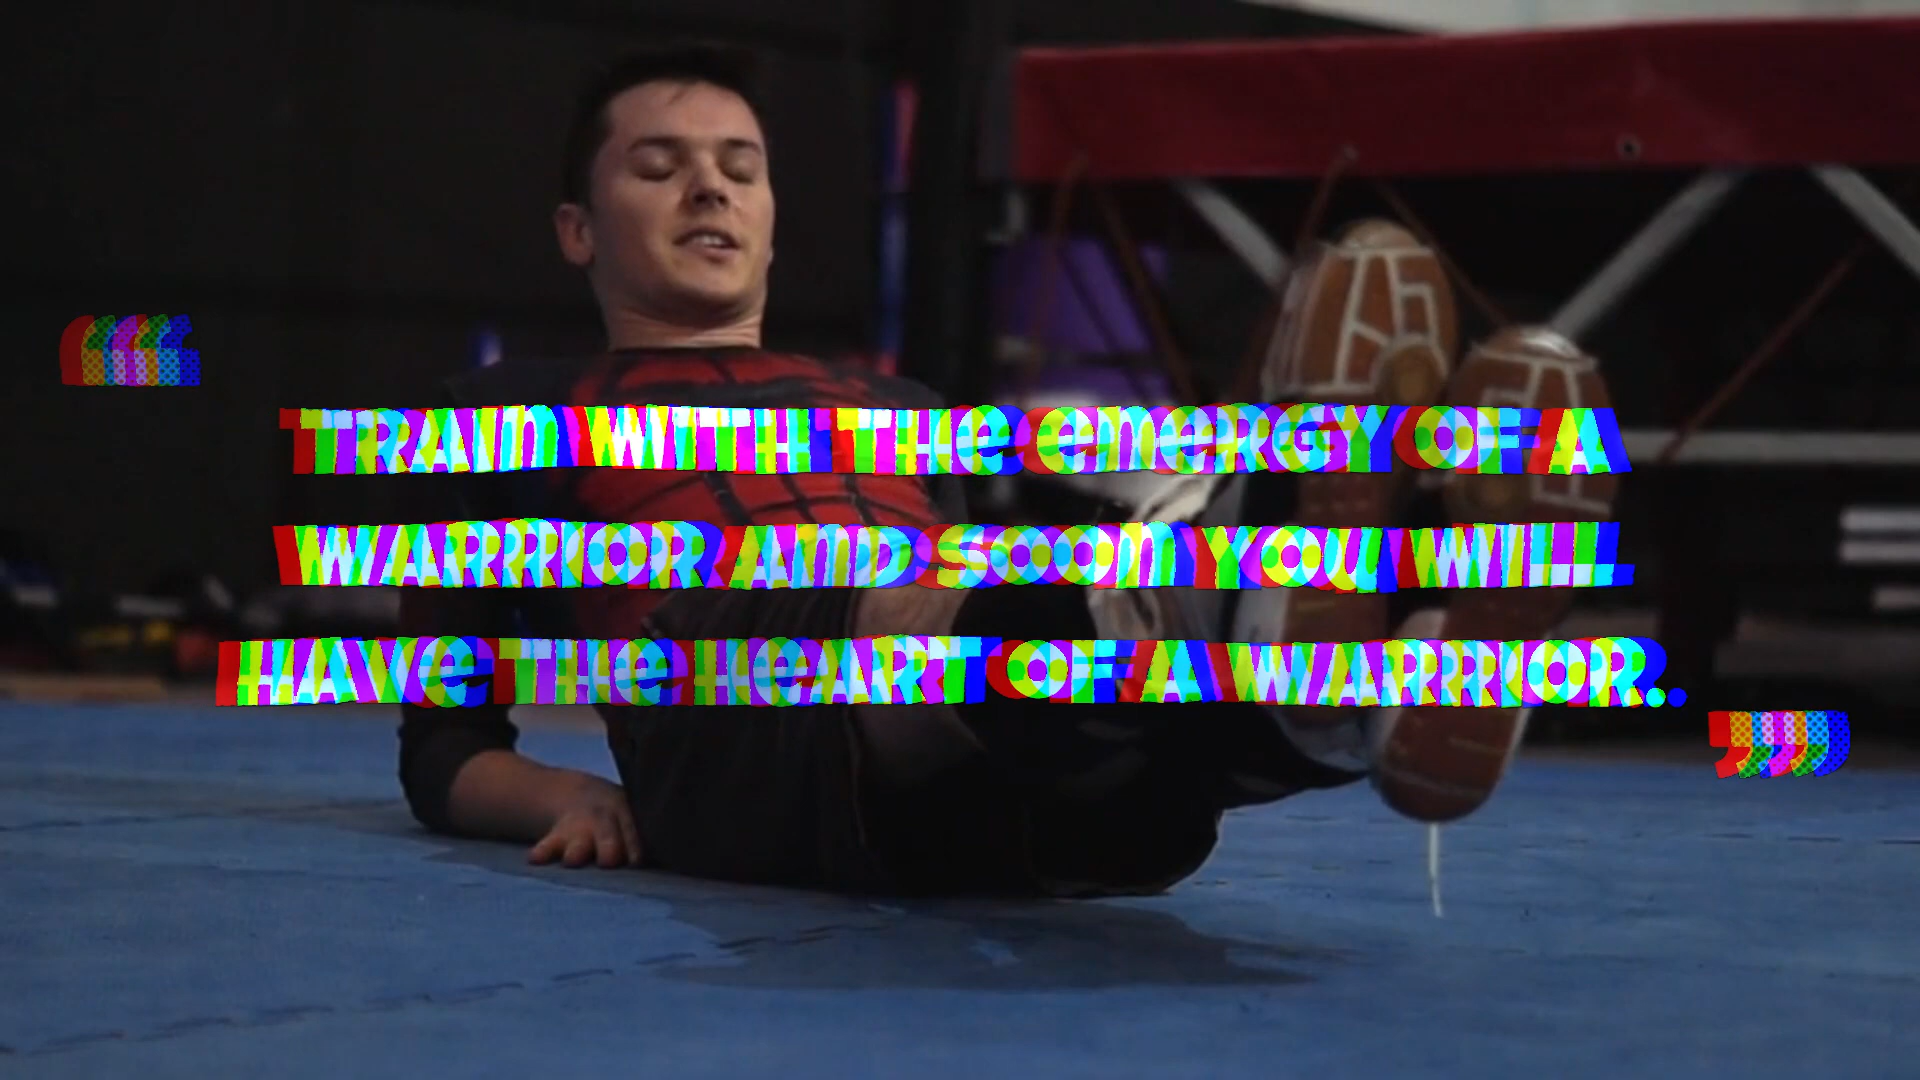 “TRAIN WITH THE ENERGY OF A
WARRIOR AND SOON YOU WILL
HAVE THE HEART OF A WARRIOR.”